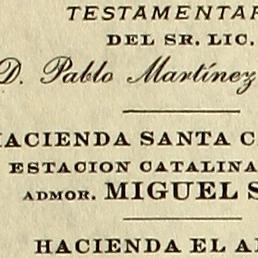 TESTAMENTAR
DEL SR. LIC.
D. Pablo Martínez
HACIENDA SANTA C
ESTACION CATALINA
ADMOR. MIGUEL S
HACIENDA EL A